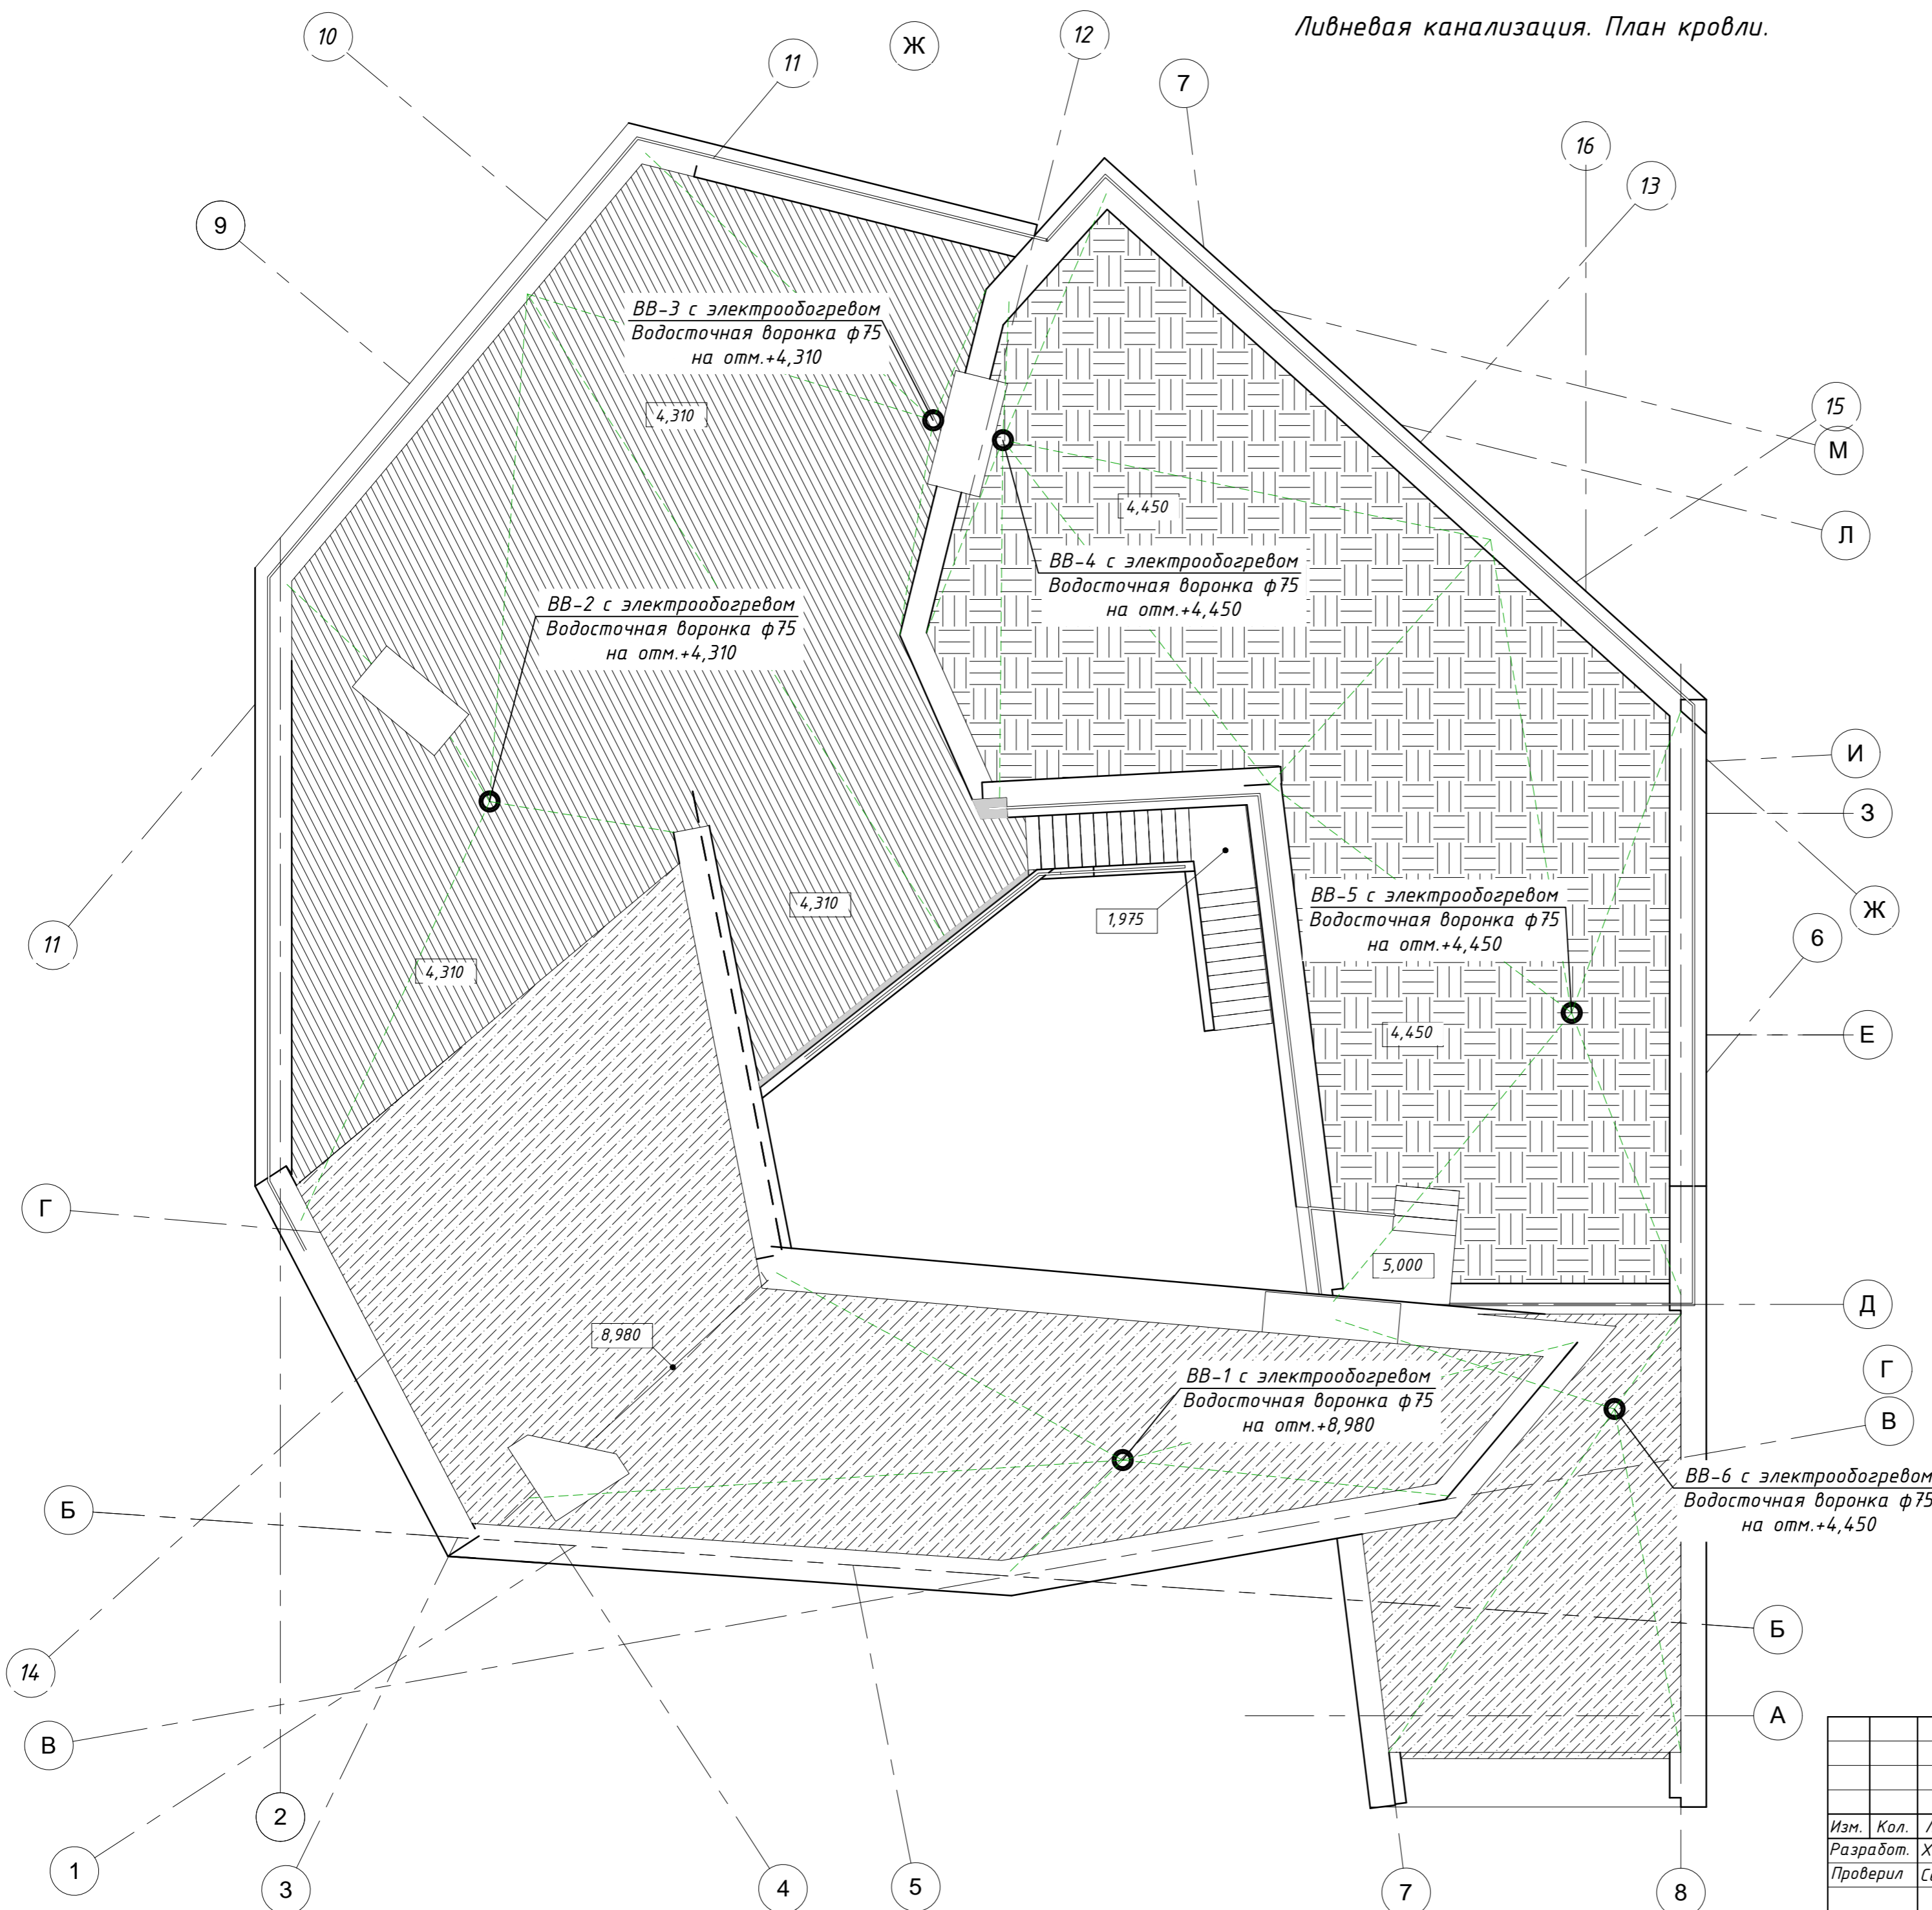 Ливневая канализация. План кровли.
10
Ж
12
11
7
16
13
9
ВВ-3 с электрообогревом
Водосточная воронка ф75
на отм.+4,310
4,310
15
М
4,450
Л
ВВ-4 с электрообогревом
Водосточная воронка ф75
на отм.+4,450
ВВ-2 с электрообогревом
Водосточная воронка ф75
на отм.+4,310
И
З
ВВ-5 с электрообогревом
Водосточная воронка ф75
на отм.+4,450
4,310
1,975
Ж
6
11
4,310
4,450
Е
Г
5,000
Д
8,980
Г
ВВ-1 с электрообогревом
Водосточная воронка ф75
на отм.+8,980
В
ВВ-6 с электрообогревом
Водосточная воронка ф75
на отм.+4,450
Б
Б
14
А
В
2
1
3
4
5
7
8
Изм. Кол.
Разработ.
Проверил